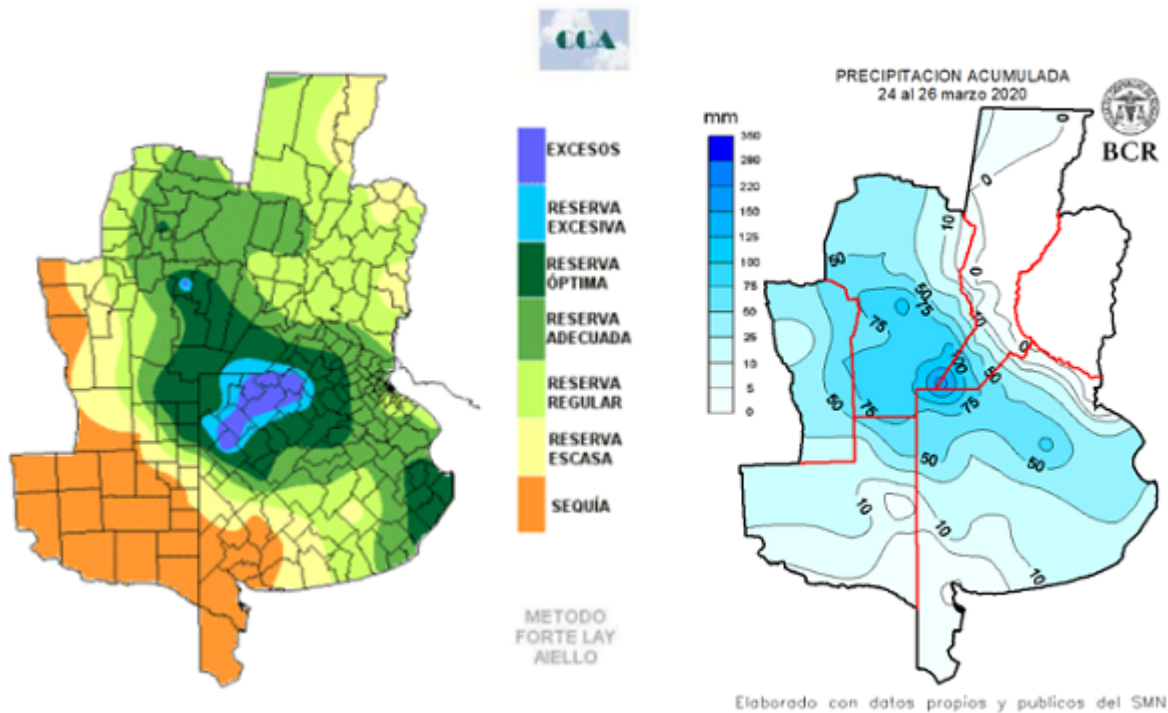 CCA
EXCESOS
RESERVA
EXCESIVA
RESERVA
ÓPTIMA
RESERVA
ADECUADA
RESERVA
REGULAR
RESERVA
ESCASA
SEQUÍA
METODO
FORTE LAY
AIELLO
PRECIPITACION ACUMULADA
24 al 26 marzo 2020
BCR
mm
350
280
220
150
125
100
75
50
25
10
5
0
0
0
10
0
50
50
75
75
10
0
100
50
75
50
75
50
50
10
10
10
Elaborado con datos propios y publicos del SMN